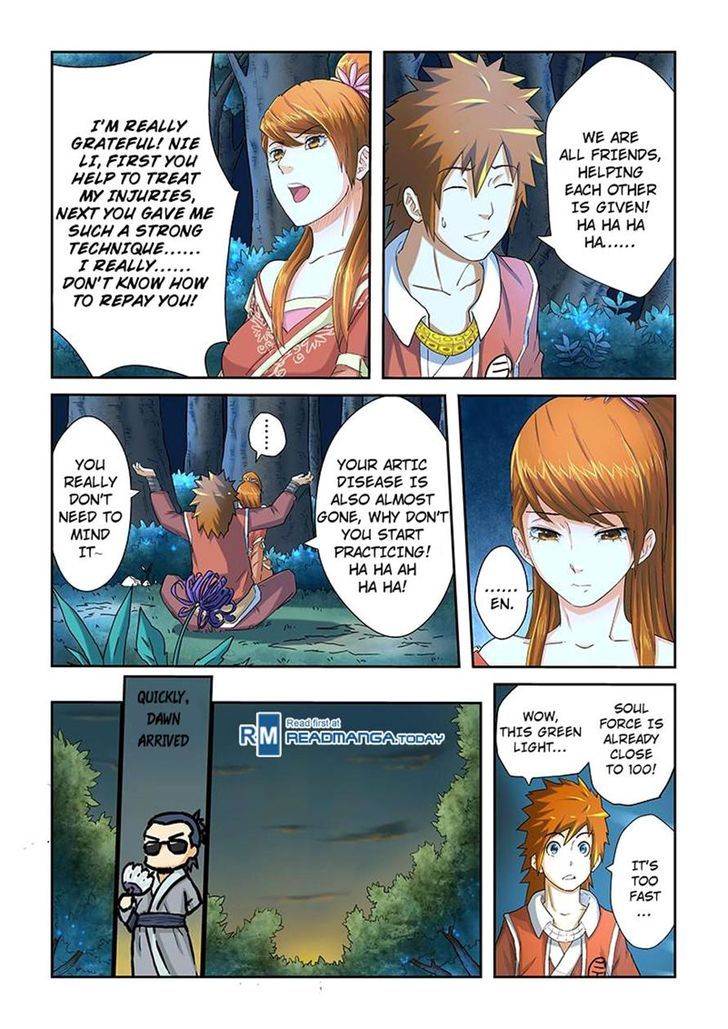 I'M REALLY
GRATEFUL! NIE
LI, FIRST YOU
HELP TO TREAT
MY INJURIES,
NEXT YOU GAVE ME
SUCH A STRONG
TECHNIQUE......
I REALLY......
DON'T KNOW HOW
TO REPAY YOU!
WE ARE
ALL FRIENDS,
HELPING
EACH OTHER
IS GIVEN!
HA HA HA
HA......
YOU
REALLY
DON'T
NEED TO
MIND
IT~
......
YOUR ARTIC
DISEASE IS
ALSO ALMOST
GONE, WHY DON'T
YOU START
PRACTICING!
HA HA AH
HA HA!
......
EN.
QUICKLY,
DAWN
ARRIVED
RM
Read first at
READMANGA.TODAY
WOW,
THIS GREEN
LIGHT...
SOUL
FORCE IS
ALREADY
CLOSE
TO 100!
IT'S
TOO
FAST
...